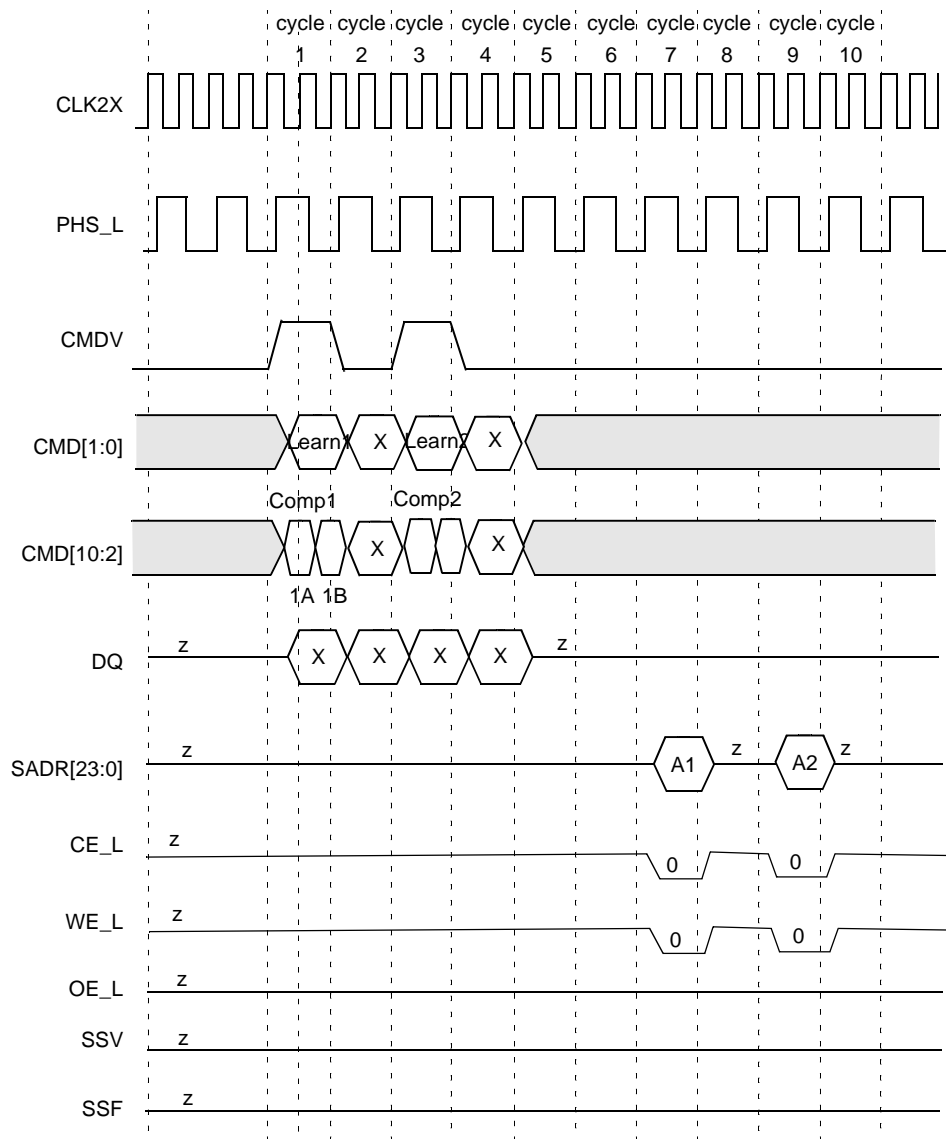 cycle cycle cycle cycle cycle cycle cycle cycle cycle cycle
1 2 3 4 5 6 7 8 9 10
CLK2X
PHS_L
CMDV
CMD[1:0] Learn1 X Learn2 X
Comp1 Comp2
CMD[10:2] X X
1A 1B
DQ z X X X X z
SADR[23:0] z A1 z A2 z
CE_L z 0 0
WE_L z 0 0
OE_L z
SSV z
SSF z